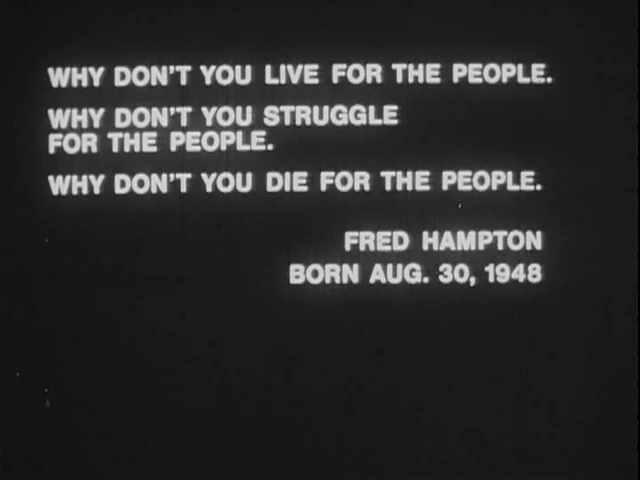 WHY DON'T YOU LIVE FOR THE PEOPLE.
WHY DON'T YOU STRUGGLE
FOR THE PEOPLE.
WHY DON'T YOU DIE FOR THE PEOPLE.
FRED HAMPTON
BORN AUG. 30, 1948